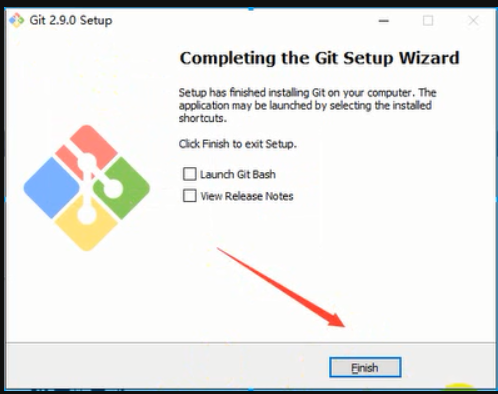 Git 2.9.0 Setup
Completing the Git Setup Wizard
Setup has finished installing Git on your computer. The
application may be launched by selecting the installed
shortcuts.
Click Finish to exit Setup.
Launch Git Bash
View Release Notes
Finish